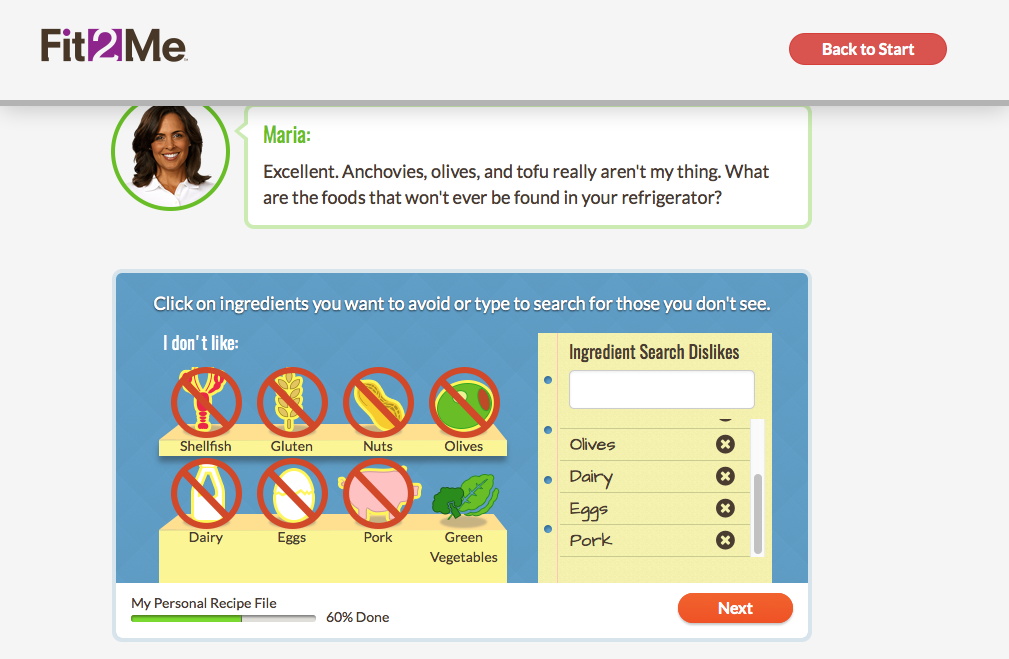 Fit2Me
Back to Start
Maria:
Excellent. Anchovies, olives, and tofu really aren't my thing. What
are the foods that won't ever be found in your refrigerator?
Click on ingredients you want to avoid or type to search for those you don't see.
I don't like:
Shellfish
Gluten
Nuts
Olives
Dairy
Eggs
Pork
Green
Vegetables
Ingredient Search Dislikes
Olives
Dairy
Eggs
Pork
My Personal Recipe File
60% Done
Next